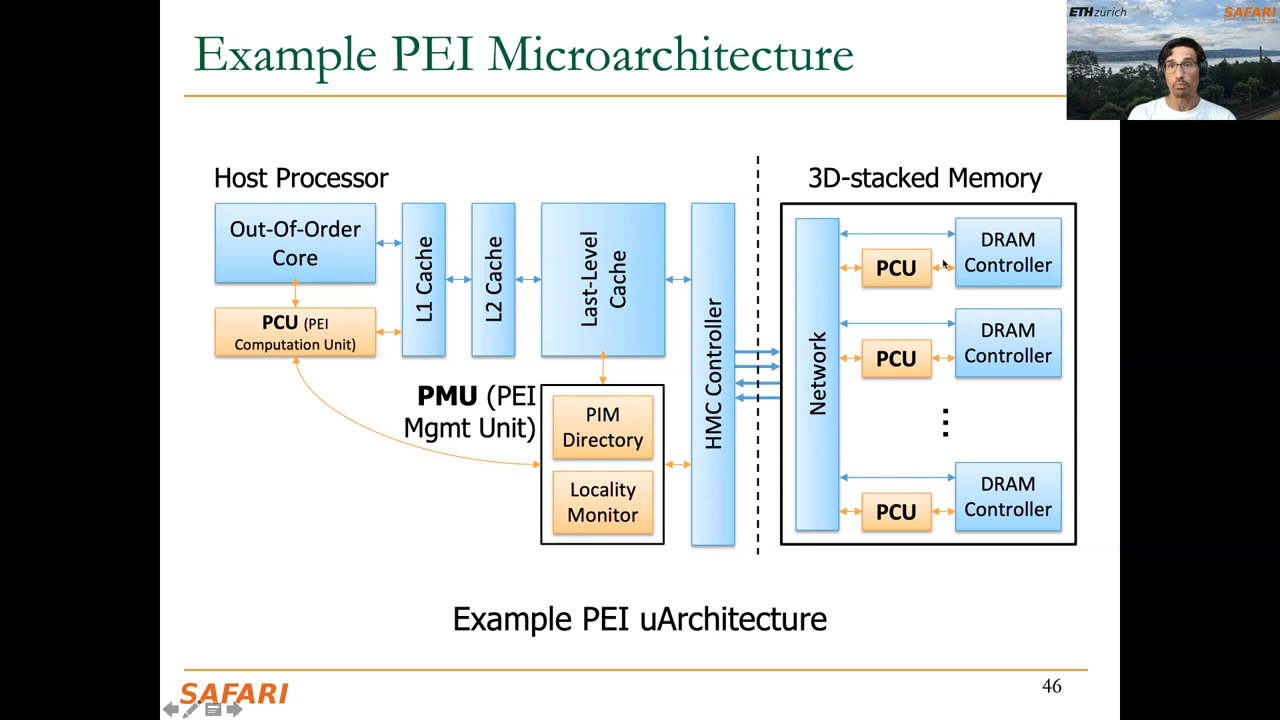 Example PEI Microarchitecture
ETH zürich
SAFARI
Host Processor
3D-stacked Memory
Out-Of-Order
Core
PCU (PEI
Computation Unit)
L1 Cache
L2 Cache
Last-Level
Cache
HMC Controller
PMU (PEI
Mgmt Unit)
PIM
Directory
Locality
Monitor
Network
PCU
DRAM
Controller
PCU
DRAM
Controller
PCU
DRAM
Controller
Example PEI uArchitecture
SAFARI
46